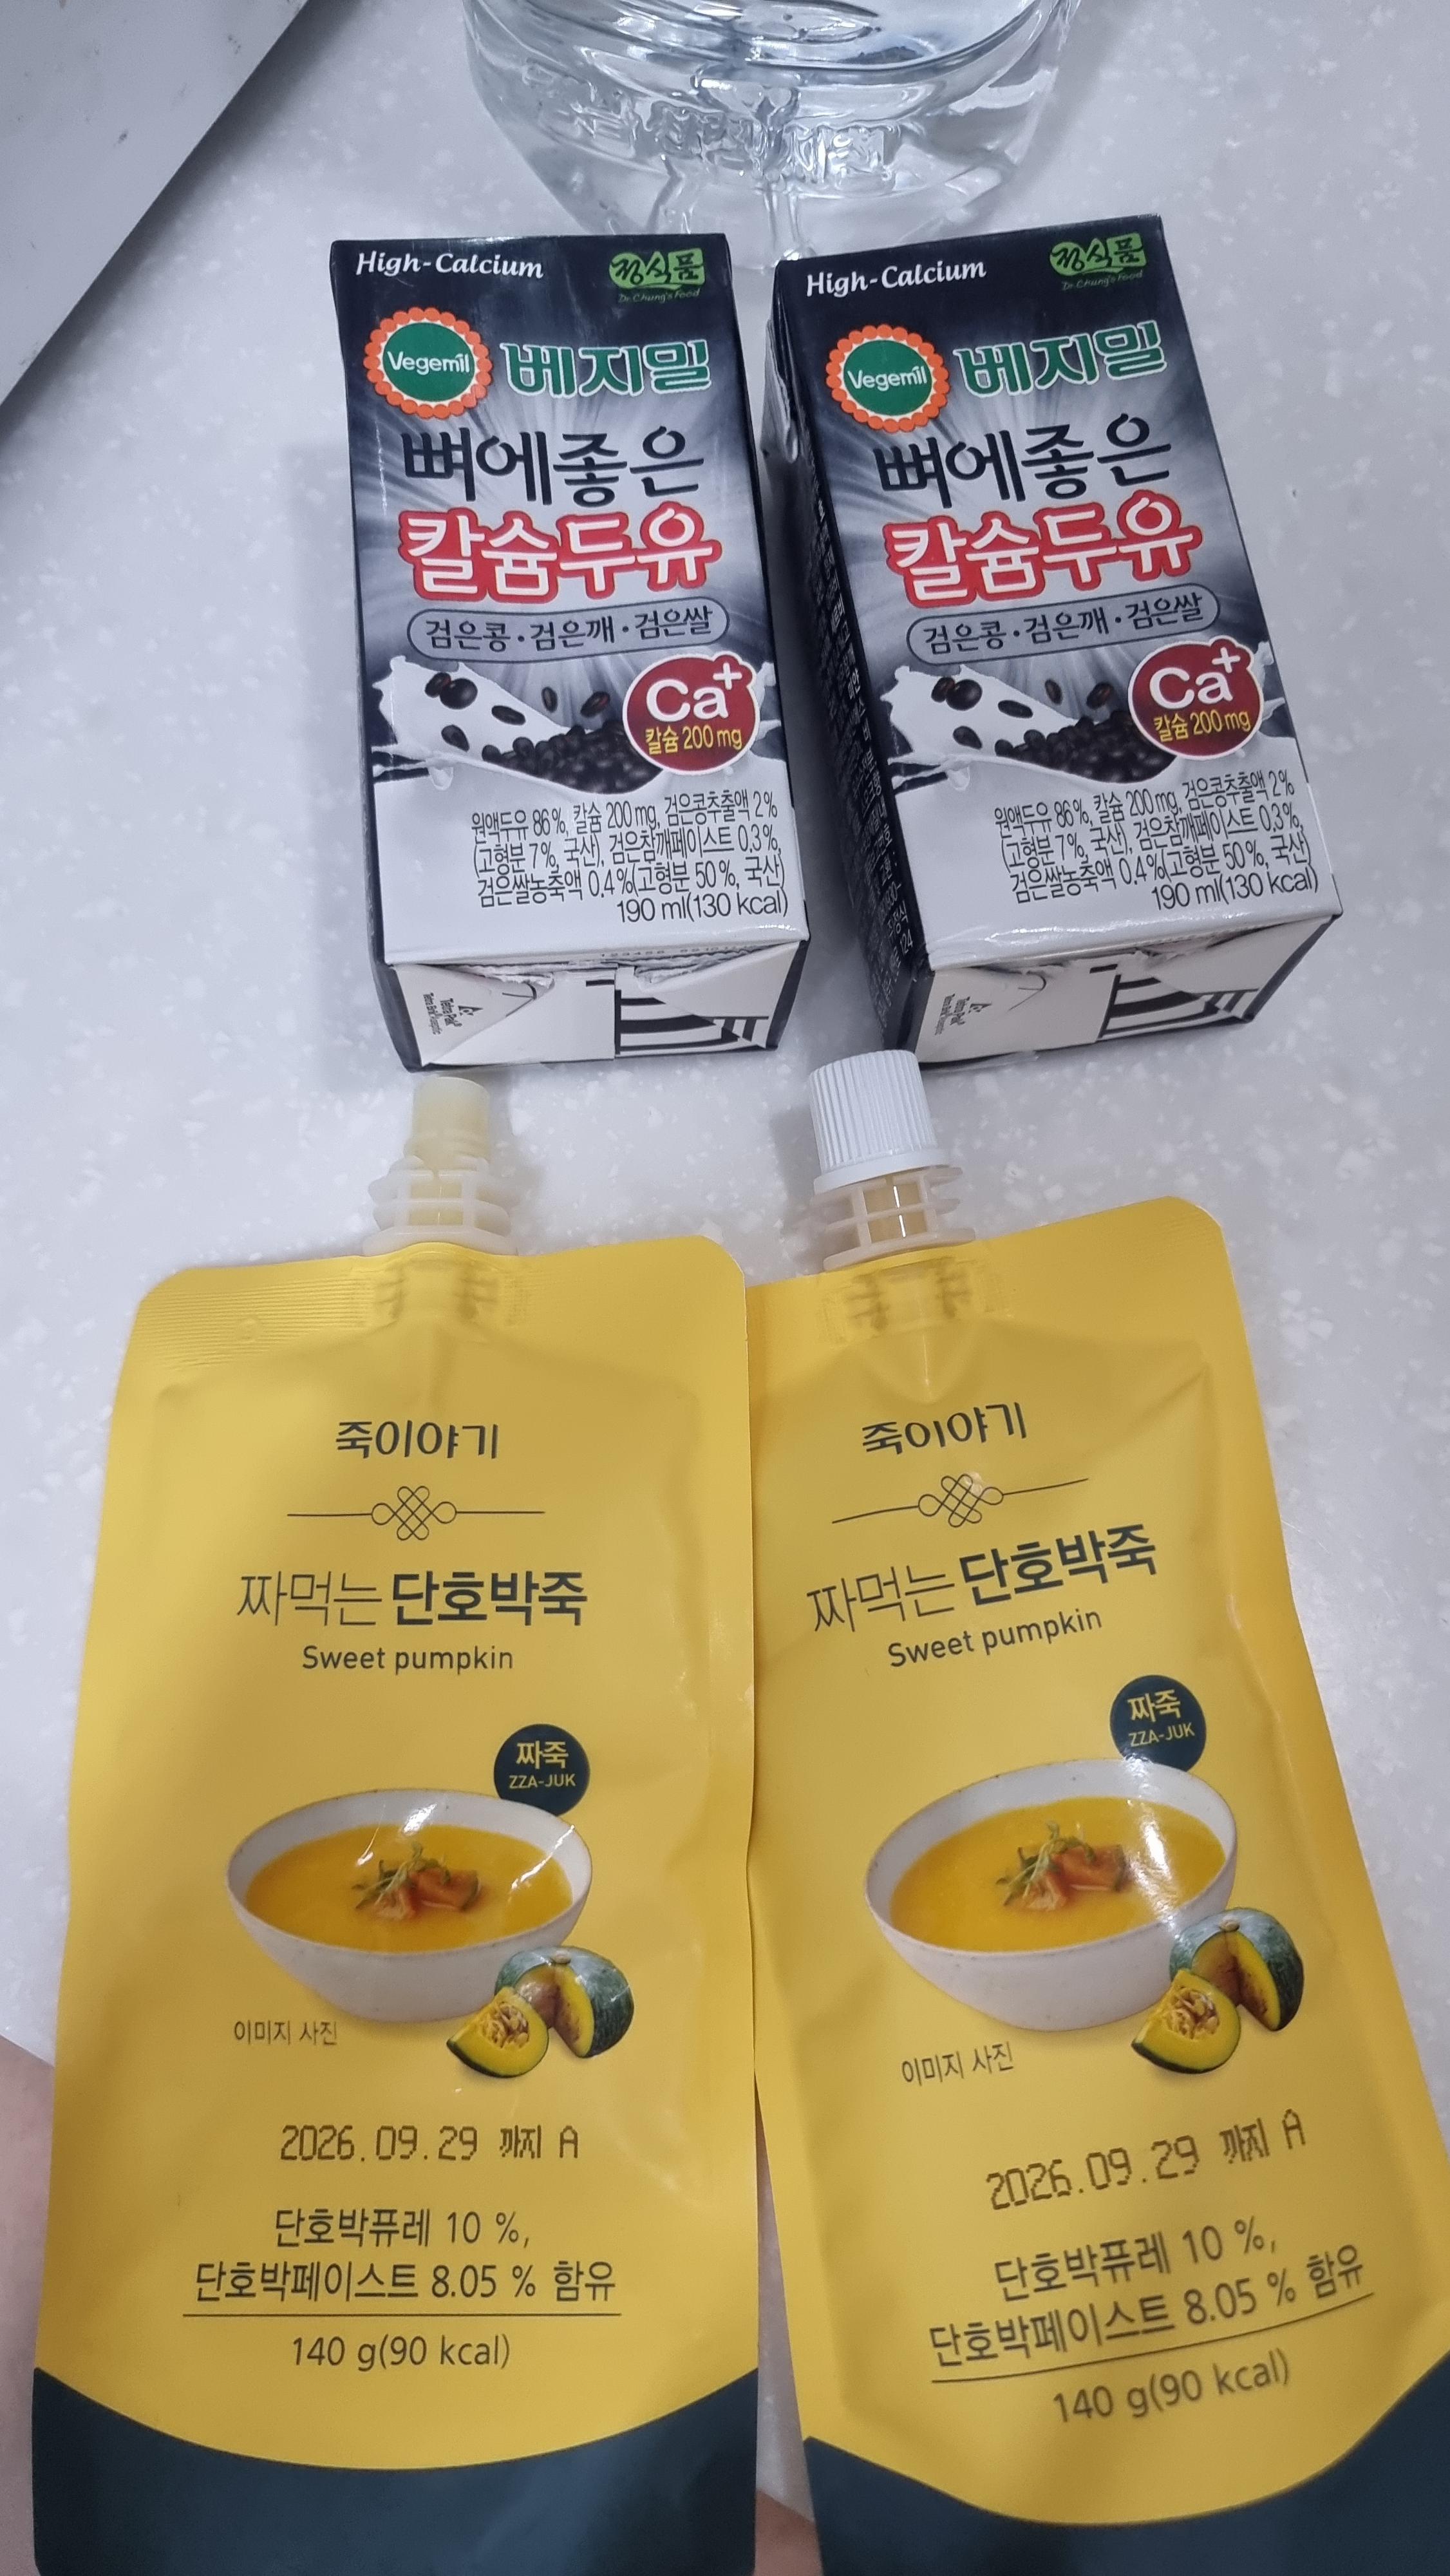 High-Calcium
정식품
Dr.Chung's Food
Vegemil
베지밀
뼈에좋은
칼슘두유
검은콩·검은깨·검은쌀
Ca+
칼슘 200 mg
원액두유 86%, 칼슘 200 mg, 검은콩추출액 2%
(고형분 7%, 국산), 검은참깨페이스트 0.3%,
검은쌀농축액 0.4%(고형분 50%, 국산)
190 ml(130 kcal)
Tetra Pak
High-Calcium
정식품
Dr.Chung's Food
Vegemil
베지밀
뼈에좋은
칼슘두유
검은콩·검은깨·검은쌀
Ca+
칼슘 200 mg
원액두유 86%, 칼슘 200 mg, 검은콩추출액 2%
(고형분 7%, 국산), 검은참깨페이스트 0.3%,
검은쌀농축액 0.4%(고형분 50%, 국산)
190 ml(130 kcal)
Tetra Pak
죽이야기
짜먹는 단호박죽
Sweet pumpkin
짜죽
ZZA-JUK
이미지 사진
2026.09.29 까지 A
단호박퓨레 10 %,
단호박페이스트 8.05 % 함유
140 g(90 kcal)
죽이야기
짜먹는 단호박죽
Sweet pumpkin
짜죽
ZZA-JUK
이미지 사진
2026.09.29 까지 A
단호박퓨레 10 %,
단호박페이스트 8.05 % 함유
140 g(90 kcal)